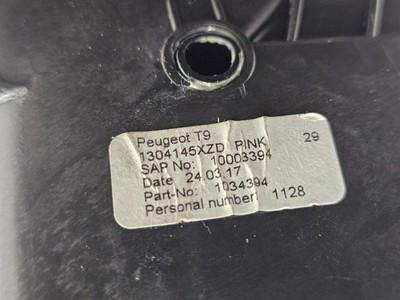 Peugeot T9
1304145XZD PINK 29
SAP No: 10003394
Date 24.03.17
Part-No: 1034394
Personal number: 1128